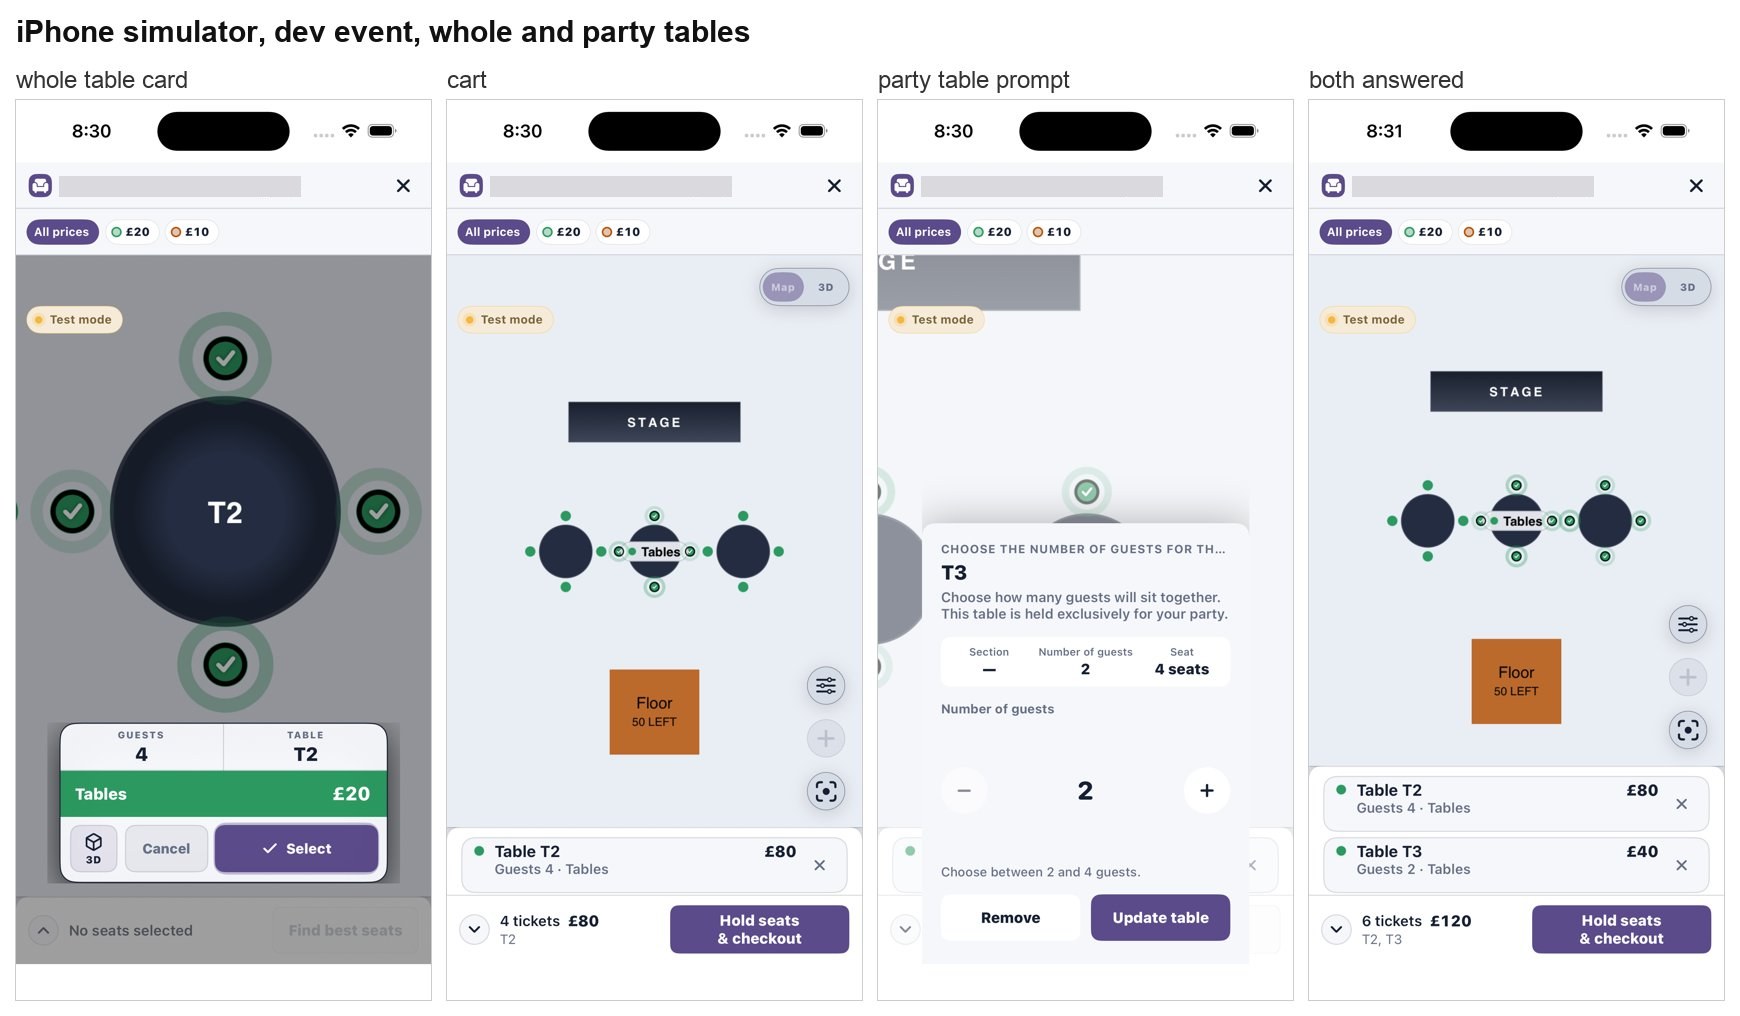 iPhone simulator, dev event, whole and party tables
whole table card
8:30
All prices
£20
£10
Test mode
T2
GUESTS
4
TABLE
T2
Tables
£20
3D
Cancel
Select
No seats selected
Find best seats
cart
8:30
All prices
£20
£10
Map
3D
Test mode
STAGE
Tables
Floor
50 LEFT
Table T2
£80
Guests 4 · Tables
4 tickets £80
T2
Hold seats
& checkout
party table prompt
8:30
All prices
£20
£10
GE
Test mode
CHOOSE THE NUMBER OF GUESTS FOR TH...
T3
Choose how many guests will sit together.
This table is held exclusively for your party.
Section
—
Number of guests
2
Seat
4 seats
Number of guests
2
Choose between 2 and 4 guests.
Remove
Update table
both answered
8:31
All prices
£20
£10
Map
3D
Test mode
STAGE
Tables
Floor
50 LEFT
Table T2
£80
Guests 4 · Tables
Table T3
£40
Guests 2 · Tables
6 tickets £120
T2, T3
Hold seats
& checkout